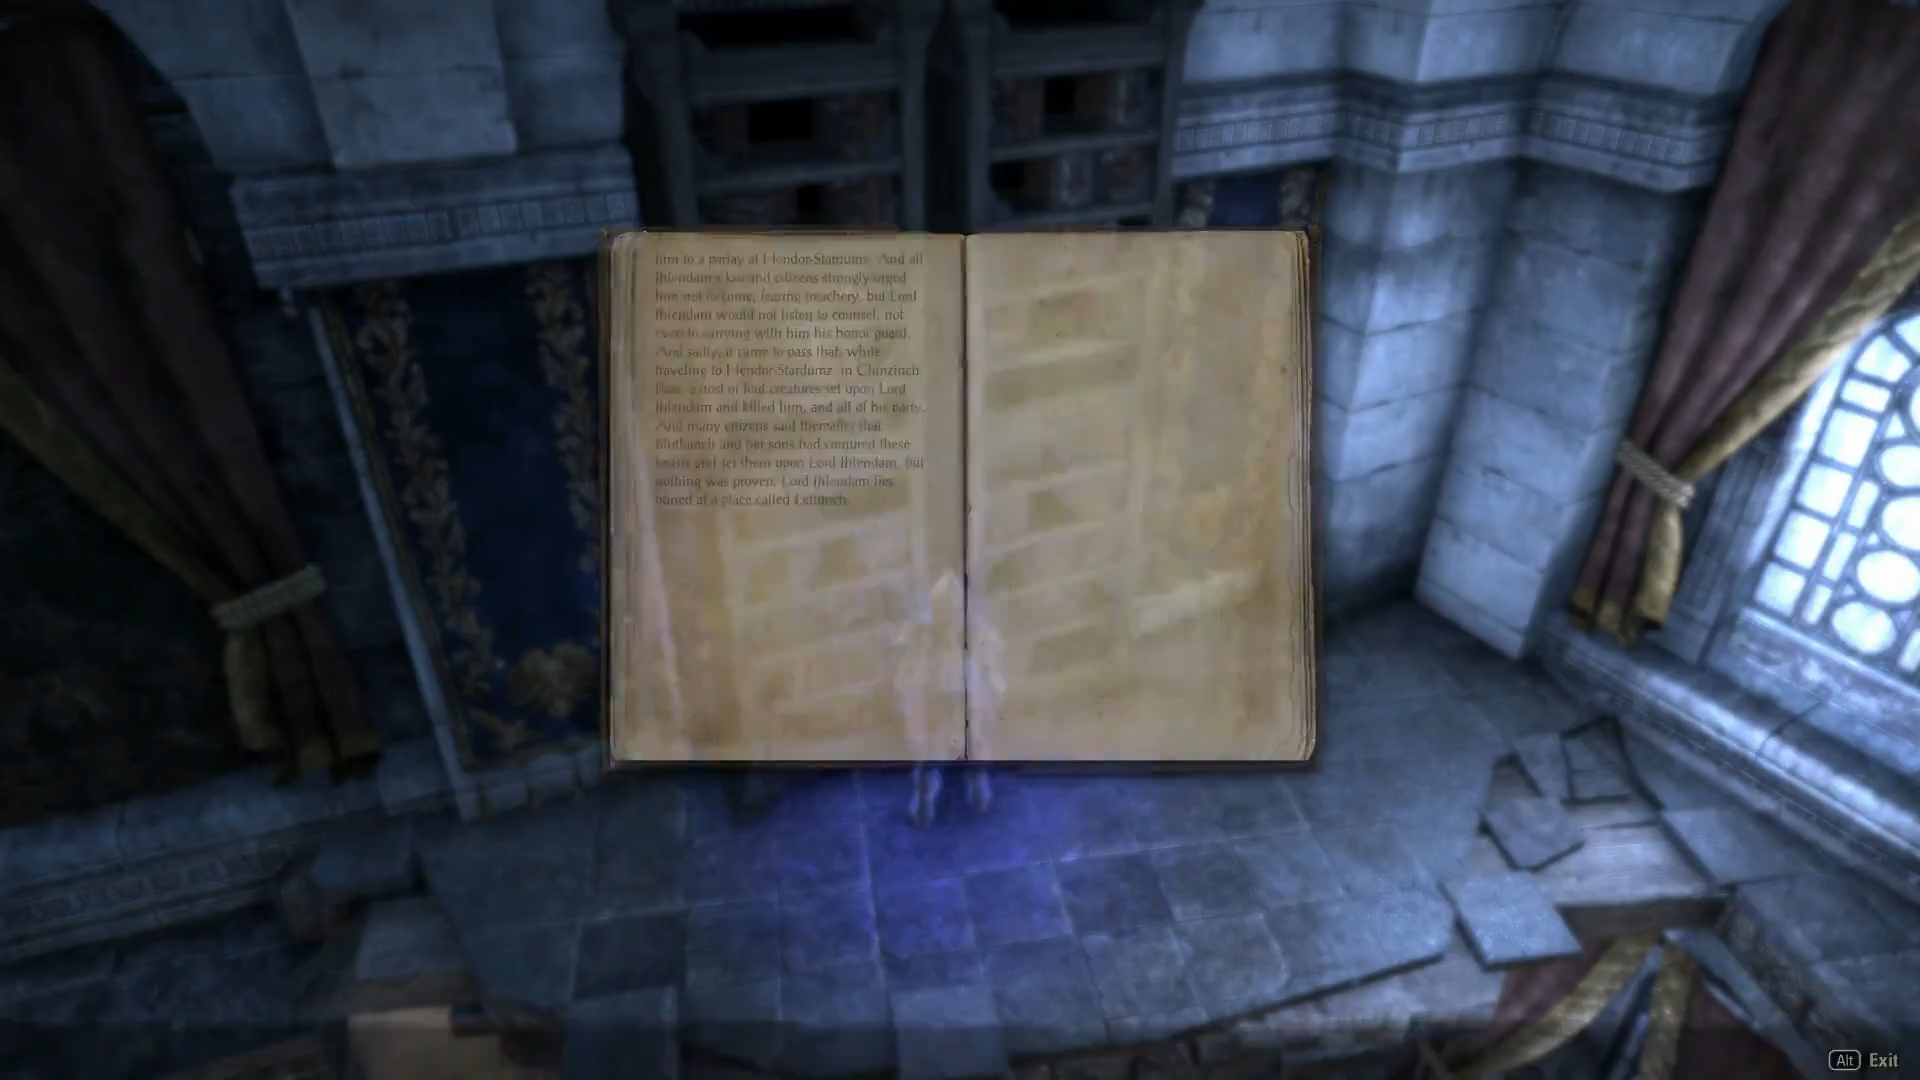 him to a parlay at Hendor-Stardumz. And all
Ihlendam's kin and citizens strongly urged
him not to come, fearing treachery, but Lord
Ihlendam would not listen to counsel, not
even to carrying with him his honor guard.
And sadly, it came to pass that, while
traveling to Hendor-Stardumz, in Chinzinch
Pass, a host of foul creatures set upon Lord
Ihlendam and killed him, and all of his party.
And many citizens said thereafter that
and her sons had conjured these
beasts and set them upon Lord Ihlendam, but
nothing was proven. Lord Ihlendam lies
buried at a place called
Alt Exit